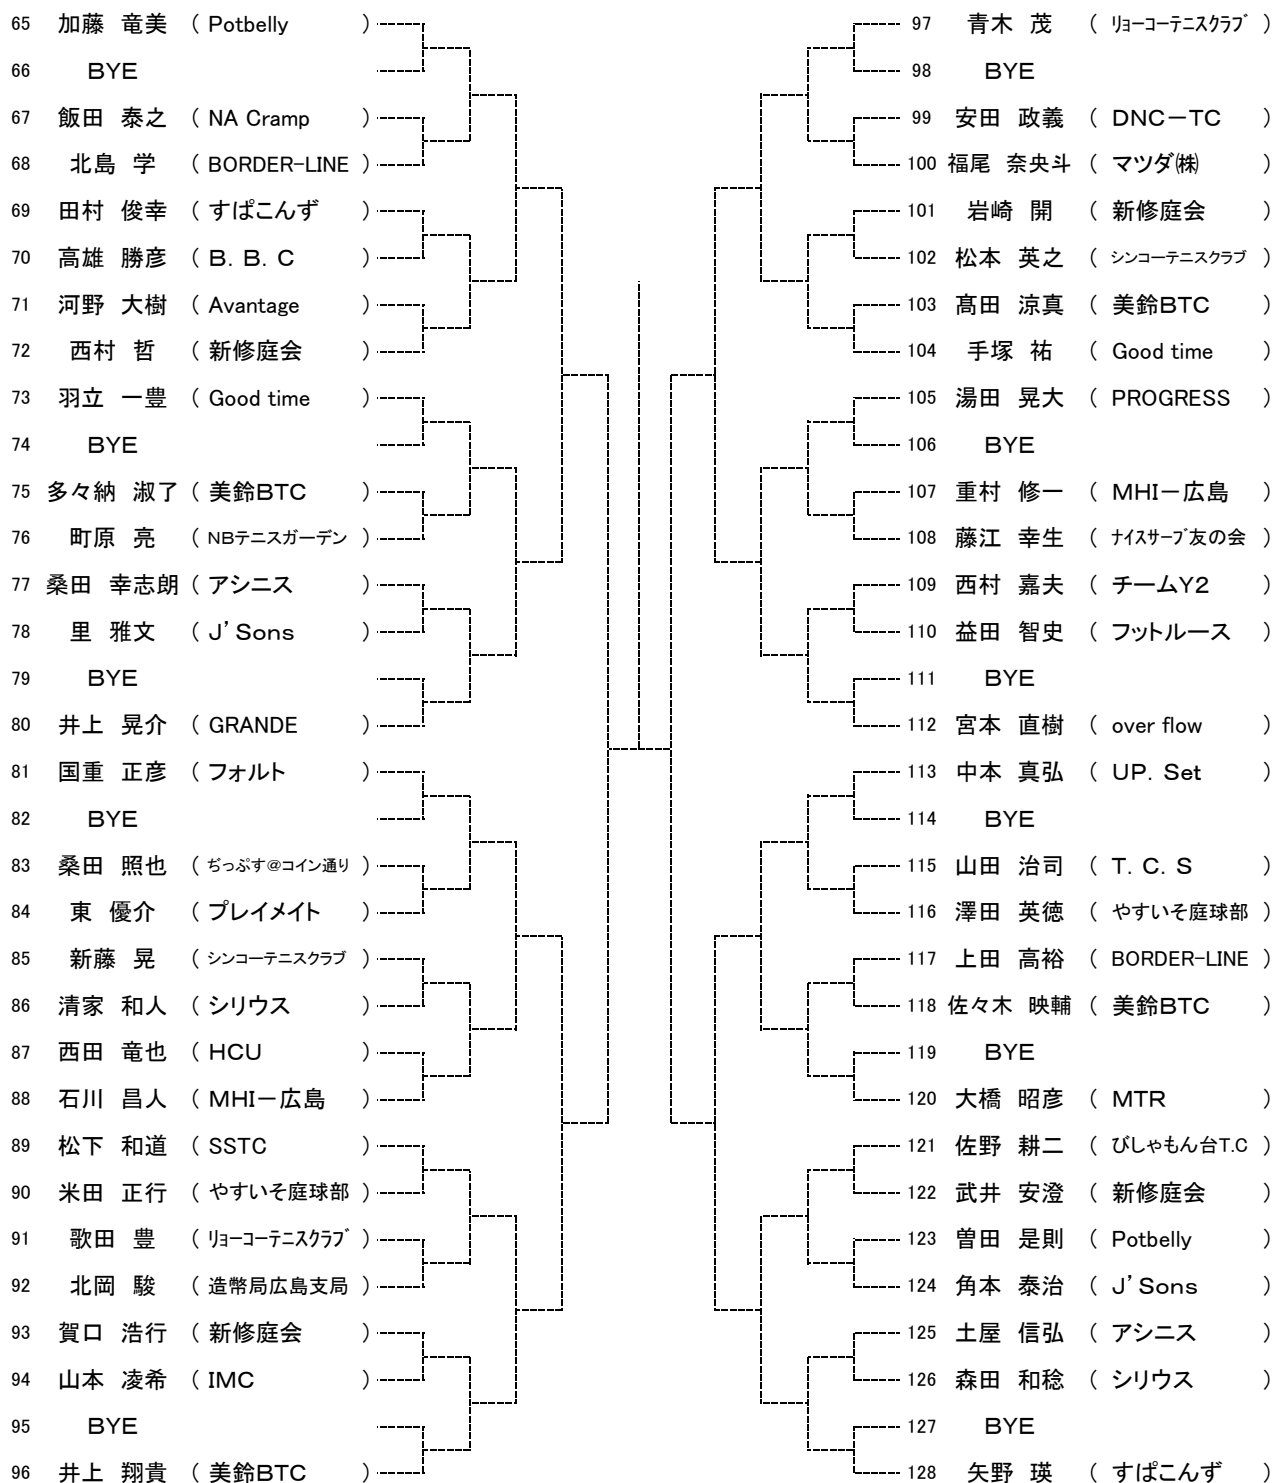 65 加藤 竜美 ( Potbelly )
66 BYE
67 飯田 泰之 ( NA Cramp )
68 北島 学 ( BORDER-LINE )
69 田村 俊幸 ( すぱこんず )
70 高雄 勝彦 ( B. B. C )
71 河野 大樹 ( Avantage )
72 西村 哲 ( 新修庭会 )
73 羽立 一豊 ( Good time )
74 BYE
75 多々納 淑了 ( 美鈴BTC )
76 町原 亮 ( NBテニスガーデン )
77 桑田 幸志朗 ( アシニス )
78 里 雅文 ( J’Sons )
79 BYE
80 井上 晃介 ( GRANDE )
81 国重 正彦 ( フォルト )
82 BYE
83 桑田 照也 ( ぢっぷす@コイン通り )
84 東 優介 ( プレイメイト )
85 新藤 晃 ( シンコーテニスクラブ )
86 清家 和人 ( シリウス )
87 西田 竜也 ( HCU )
88 石川 昌人 ( MHI－広島 )
89 松下 和道 ( SSTC )
90 米田 正行 ( やすいそ庭球部 )
91 歌田 豊 ( ﾘｮｰｺｰﾃﾆｽｸﾗﾌﾞ )
92 北岡 駿 ( 造幣局広島支局 )
93 賀口 浩行 ( 新修庭会 )
94 山本 凌希 ( IMC )
95 BYE
96 井上 翔貴 ( 美鈴BTC )
97 青木 茂 ( ﾘｮｰｺｰﾃﾆｽｸﾗﾌﾞ )
98 BYE
99 安田 政義 ( DNC－TC )
100 福尾 奈央斗 ( マツダ㈱ )
101 岩崎 開 ( 新修庭会 )
102 松本 英之 ( シンコーテニスクラブ )
103 髙田 涼真 ( 美鈴BTC )
104 手塚 祐 ( Good time )
105 湯田 晃大 ( PROGRESS )
106 BYE
107 重村 修一 ( MHI－広島 )
108 藤江 幸生 ( ﾅｲｽｻｰﾌﾞ友の会 )
109 西村 嘉夫 ( チームY2 )
110 益田 智史 ( フットルース )
111 BYE
112 宮本 直樹 ( over flow )
113 中本 真弘 ( UP. Set )
114 BYE
115 山田 治司 ( T. C. S )
116 澤田 英徳 ( やすいそ庭球部 )
117 上田 高裕 ( BORDER-LINE )
118 佐々木 映輔 ( 美鈴BTC )
119 BYE
120 大橋 昭彦 ( MTR )
121 佐野 耕二 ( びしゃもん台T.C )
122 武井 安澄 ( 新修庭会 )
123 曽田 是則 ( Potbelly )
124 角本 泰治 ( J’Sons )
125 土屋 信弘 ( アシニス )
126 森田 和稔 ( シリウス )
127 BYE
128 矢野 瑛 ( すぱこんず )